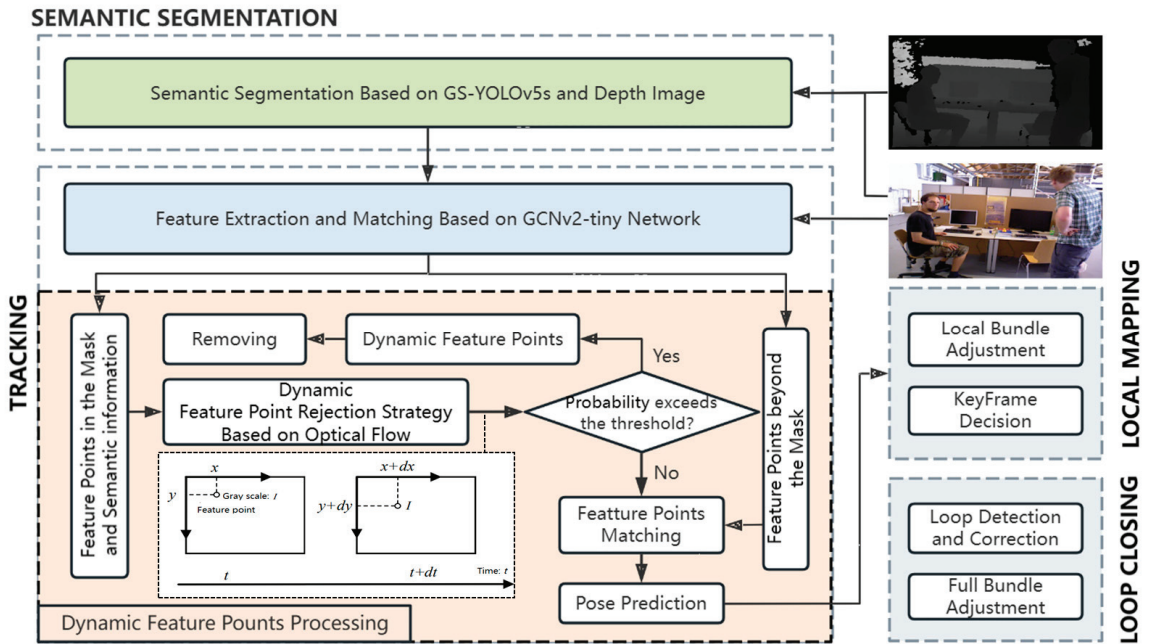 SEMANTIC SEGMENTATION
Semantic Segmentation Based on GS-YOLOv5s and Depth Image
Feature Extraction and Matching Based on GCNv2-tiny Network
TRACKING
Feature Points in the Mask
and Semantic information
Removing
Dynamic Feature Points
Yes
Dynamic
Feature Point Rejection Strategy
Based on Optical Flow
Probability exceeds
the threshold?
No
Feature Points beyond
the Mask
x
y
Gray scale: I
Feature point
x+dx
y+dy
I
t
t+dt
Time: t
Featture Points
Matching
Pose Prediction
Dynamic Feature Pounts Processing
Local Bundle
Adjustment
KeyFrame
Decision
LOCAL MAPPING
Loop Detection
and Correction
Full Bundle
Adjustment
LOOP CLOSING